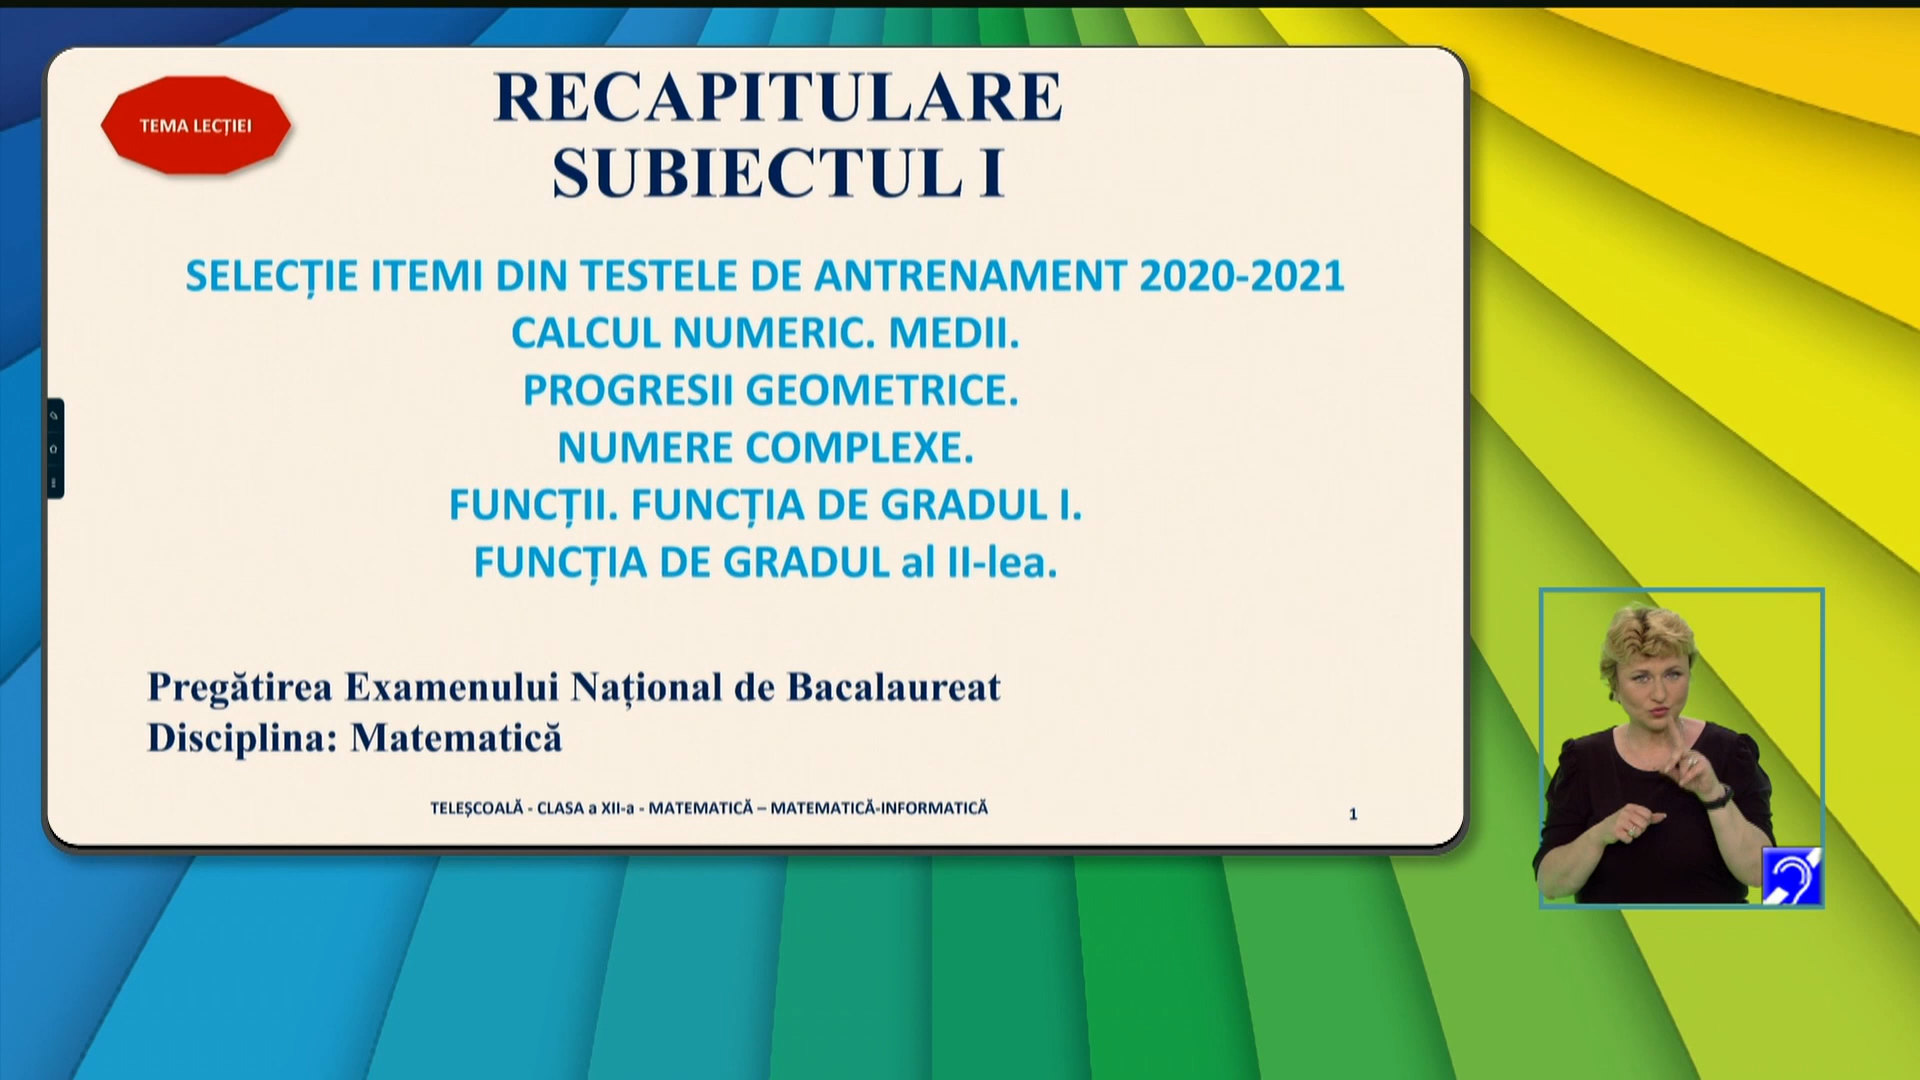 TEMA LECȚIEI
RECAPITULARE
SUBIECTUL I
SELECȚIE ITEMI DIN TESTELE DE ANTRENAMENT 2020-2021
CALCUL NUMERIC. MEDII.
PROGRESII GEOMETRICE.
NUMERE COMPLEXE.
FUNCȚII. FUNCȚIA DE GRADUL I.
FUNCȚIA DE GRADUL al II-lea.
Pregătirea Examenului Național de Bacalaureat
Disciplina: Matematică
TELEȘCOALĂ - CLASA a XII-a - MATEMATICĂ – MATEMATICĂ-INFORMATICĂ
1